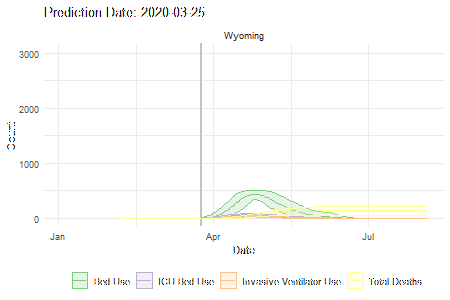 Prediction Date: 2020-03-25
Wyoming
3000
2000
1000
0
Count
Jan
Apr
Jul
Date
Bed Use
ICU Bed Use
Invasive Ventilator Use
Total Deaths